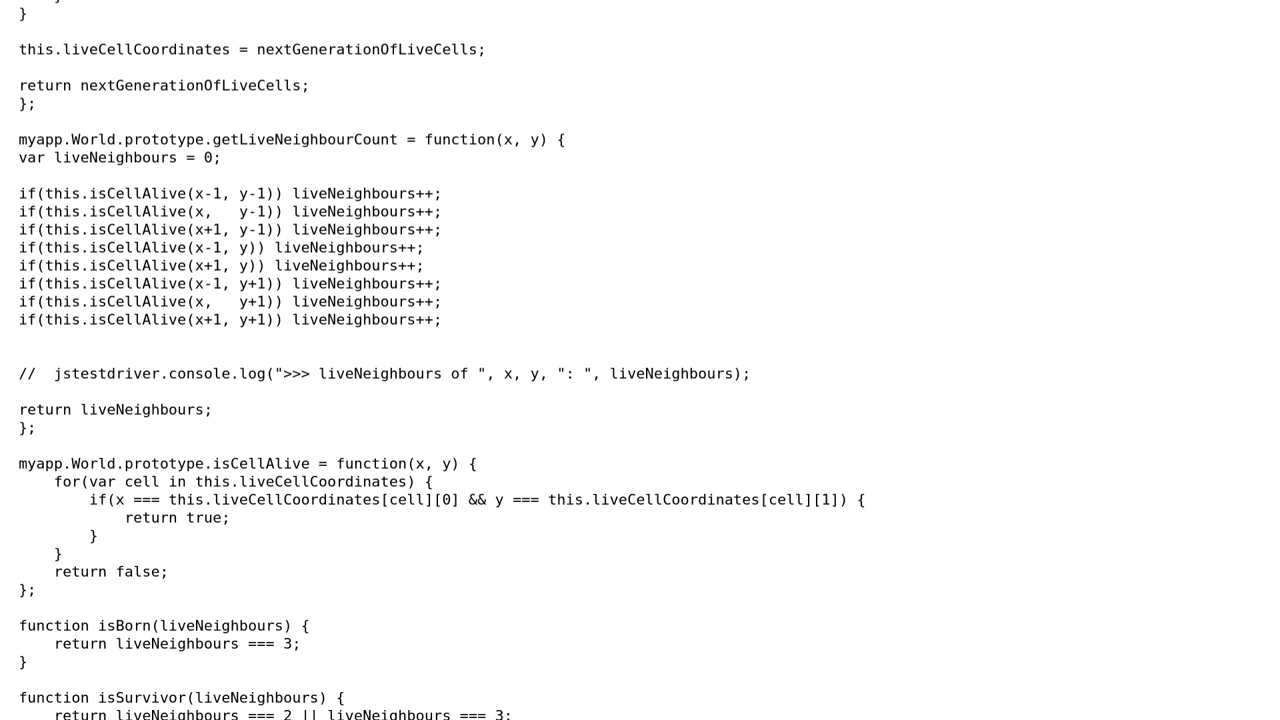 }
this.liveCellCoordinates = nextGenerationOfLiveCells;
return nextGenerationOfLiveCells;
};
myapp.World.prototype.getLiveNeighbourCount = function(x, y) {
var liveNeighbours = 0;
if(this.isCellAlive(x-1, y-1)) liveNeighbours++;
if(this.isCellAlive(x,   y-1)) liveNeighbours++;
if(this.isCellAlive(x+1, y-1)) liveNeighbours++;
if(this.isCellAlive(x-1, y)) liveNeighbours++;
if(this.isCellAlive(x+1, y)) liveNeighbours++;
if(this.isCellAlive(x-1, y+1)) liveNeighbours++;
if(this.isCellAlive(x,   y+1)) liveNeighbours++;
if(this.isCellAlive(x+1, y+1)) liveNeighbours++;
//  jstestdriver.console.log(">>> liveNeighbours of ", x, y, ": ", liveNeighbours);
return liveNeighbours;
};
myapp.World.prototype.isCellAlive = function(x, y) {
    for(var cell in this.liveCellCoordinates) {
        if(x === this.liveCellCoordinates[cell][0] && y === this.liveCellCoordinates[cell][1]) {
            return true;
        }
    }
    return false;
};
function isBorn(liveNeighbours) {
    return liveNeighbours === 3;
}
function isSurvivor(liveNeighbours) {
    return liveNeighbours === 2 || liveNeighbours === 3;